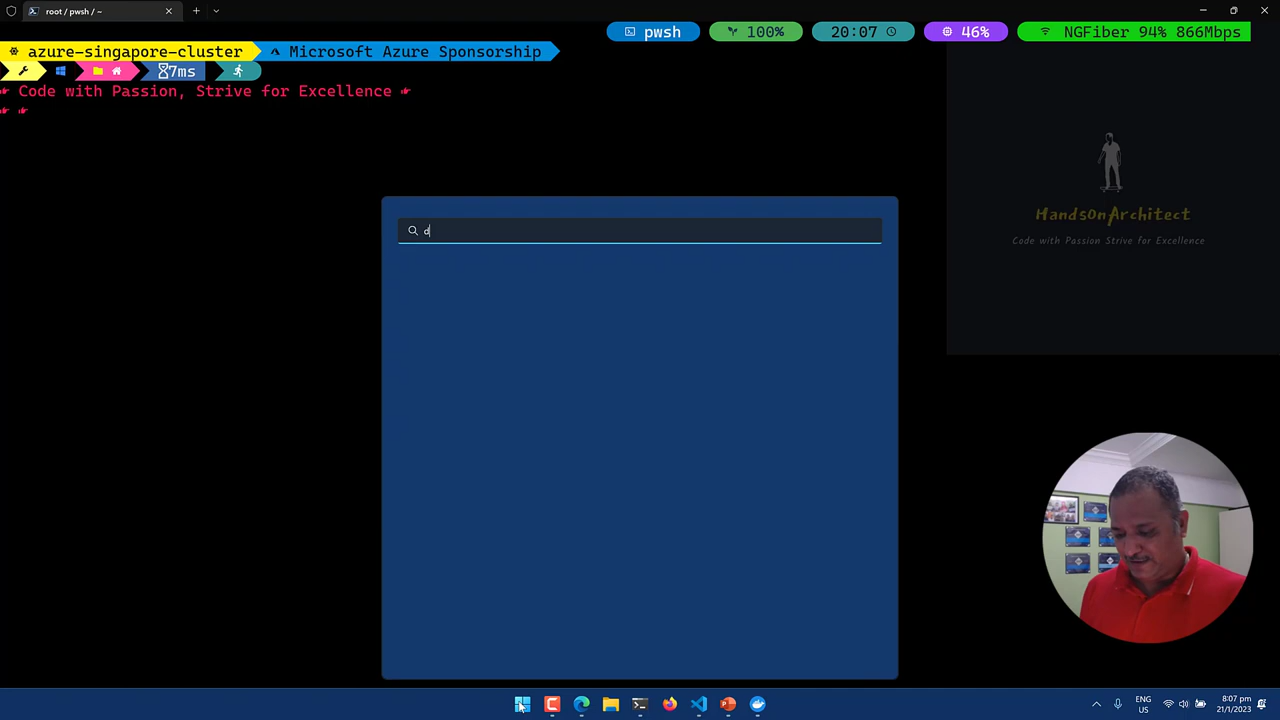 root / pwsh / ~
pwsh
100%
20:07
46%
NGFiber 94% 866Mbps
azure-singapore-cluster
Microsoft Azure Sponsorship
7ms
Code with Passion, Strive for Excellence
HandsOnArchitect
Code with Passion Strive for Excellence
d
ENG
US
8:07 pm
21/1/2023